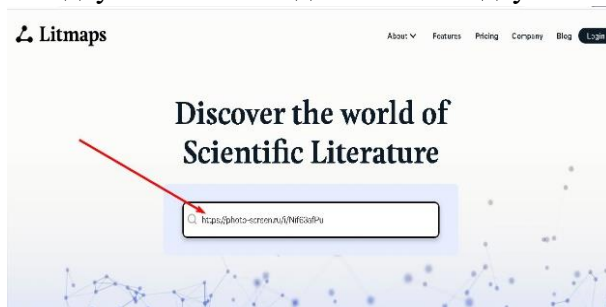 Litmaps
About Features Pricing Company Blog Login
Discover the world of
Scientific Literature